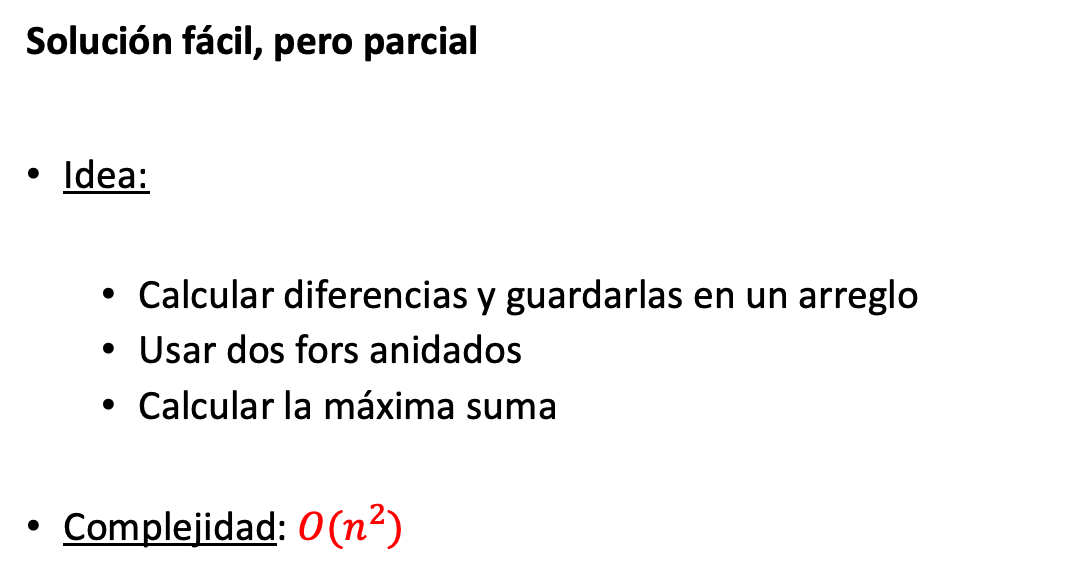 Solución fácil, pero parcial
• Idea:
• Calcular diferencias y guardarlas en un arreglo
• Usar dos fors anidados
• Calcular la máxima suma
• Complejidad: O(n²)